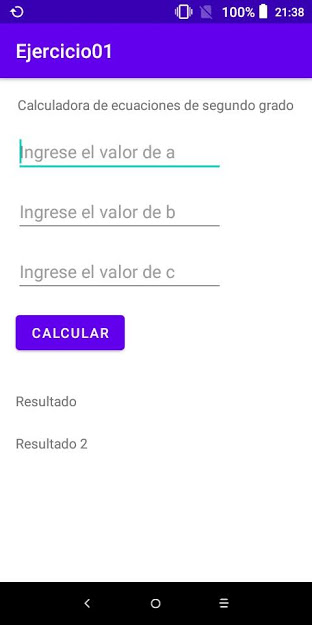 100% 21:38
Ejercicio01
Calculadora de ecuaciones de segundo grado
Ingrese el valor de a
Ingrese el valor de b
Ingrese el valor de c
CALCULAR
Resultado
Resultado 2